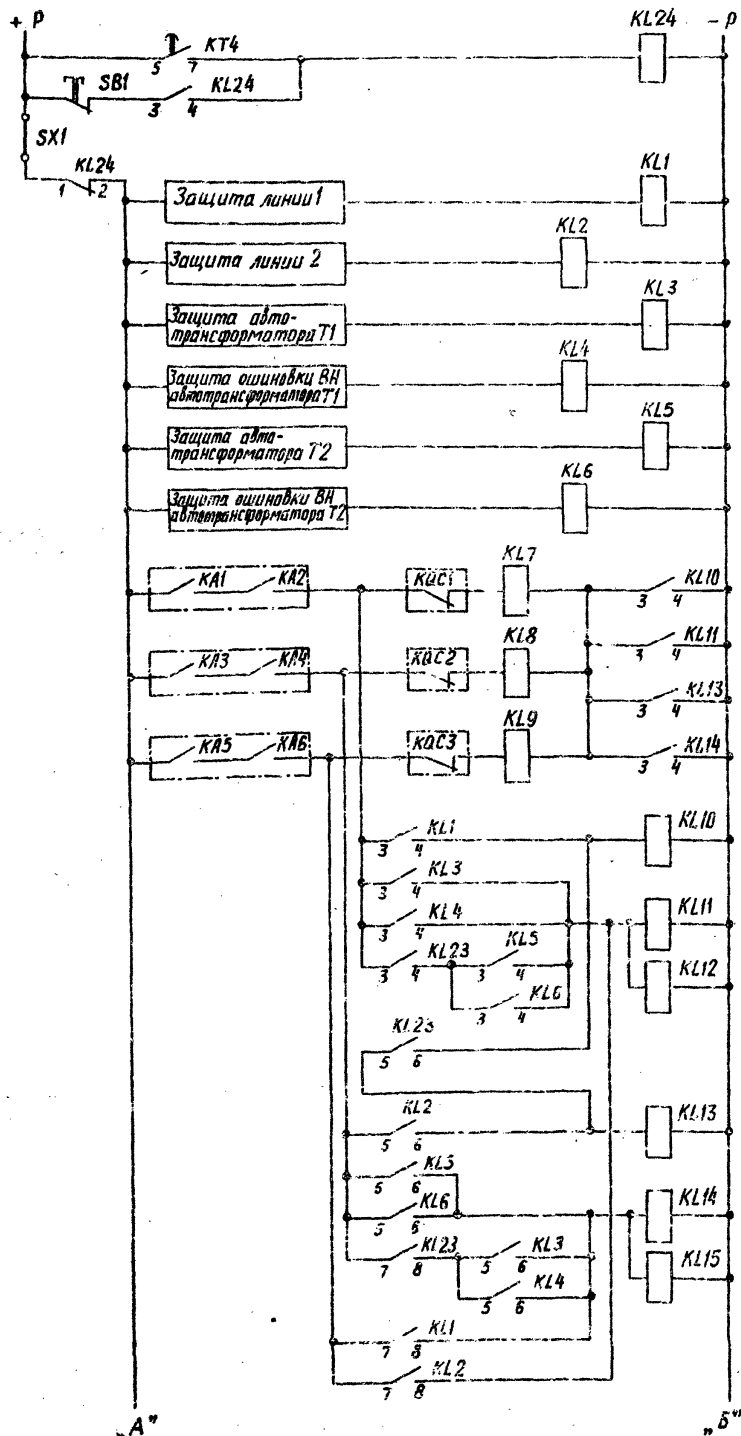 + P
KL24
- P
KT4
5 7
SB1
KL24
3 4
SX1
KL24
1 2
KL1
Защита линии 1
KL2
Защита линии 2
KL3
Защита авто-
трансформатора Т1
KL4
Защита ошиновки ВН
автотрансформатора Т1
KL5
Защита авто-
трансформатора Т2
KL6
Защита ошиновки ВН
автотрансформатора Т2
KA1 KA2
KQC1
KL7
KL10
3 4
KL11
3 4
KA3 KA4
KQC2
KL8
KL13
3 4
KA5 KA6
KQC3
KL9
KL14
3 4
KL1
3 4
KL10
KL3
3 4
KL4
3 4
KL11
KL23
3 4
KL5
3 4
KL12
KL6
3 4
KL23
5 6
KL2
5 6
KL13
KL5
5 6
KL6
5 6
KL14
KL23
7 8
KL3
5 6
KL15
KL4
5 6
KL1
7 8
KL2
7 8
„А"
„Б"